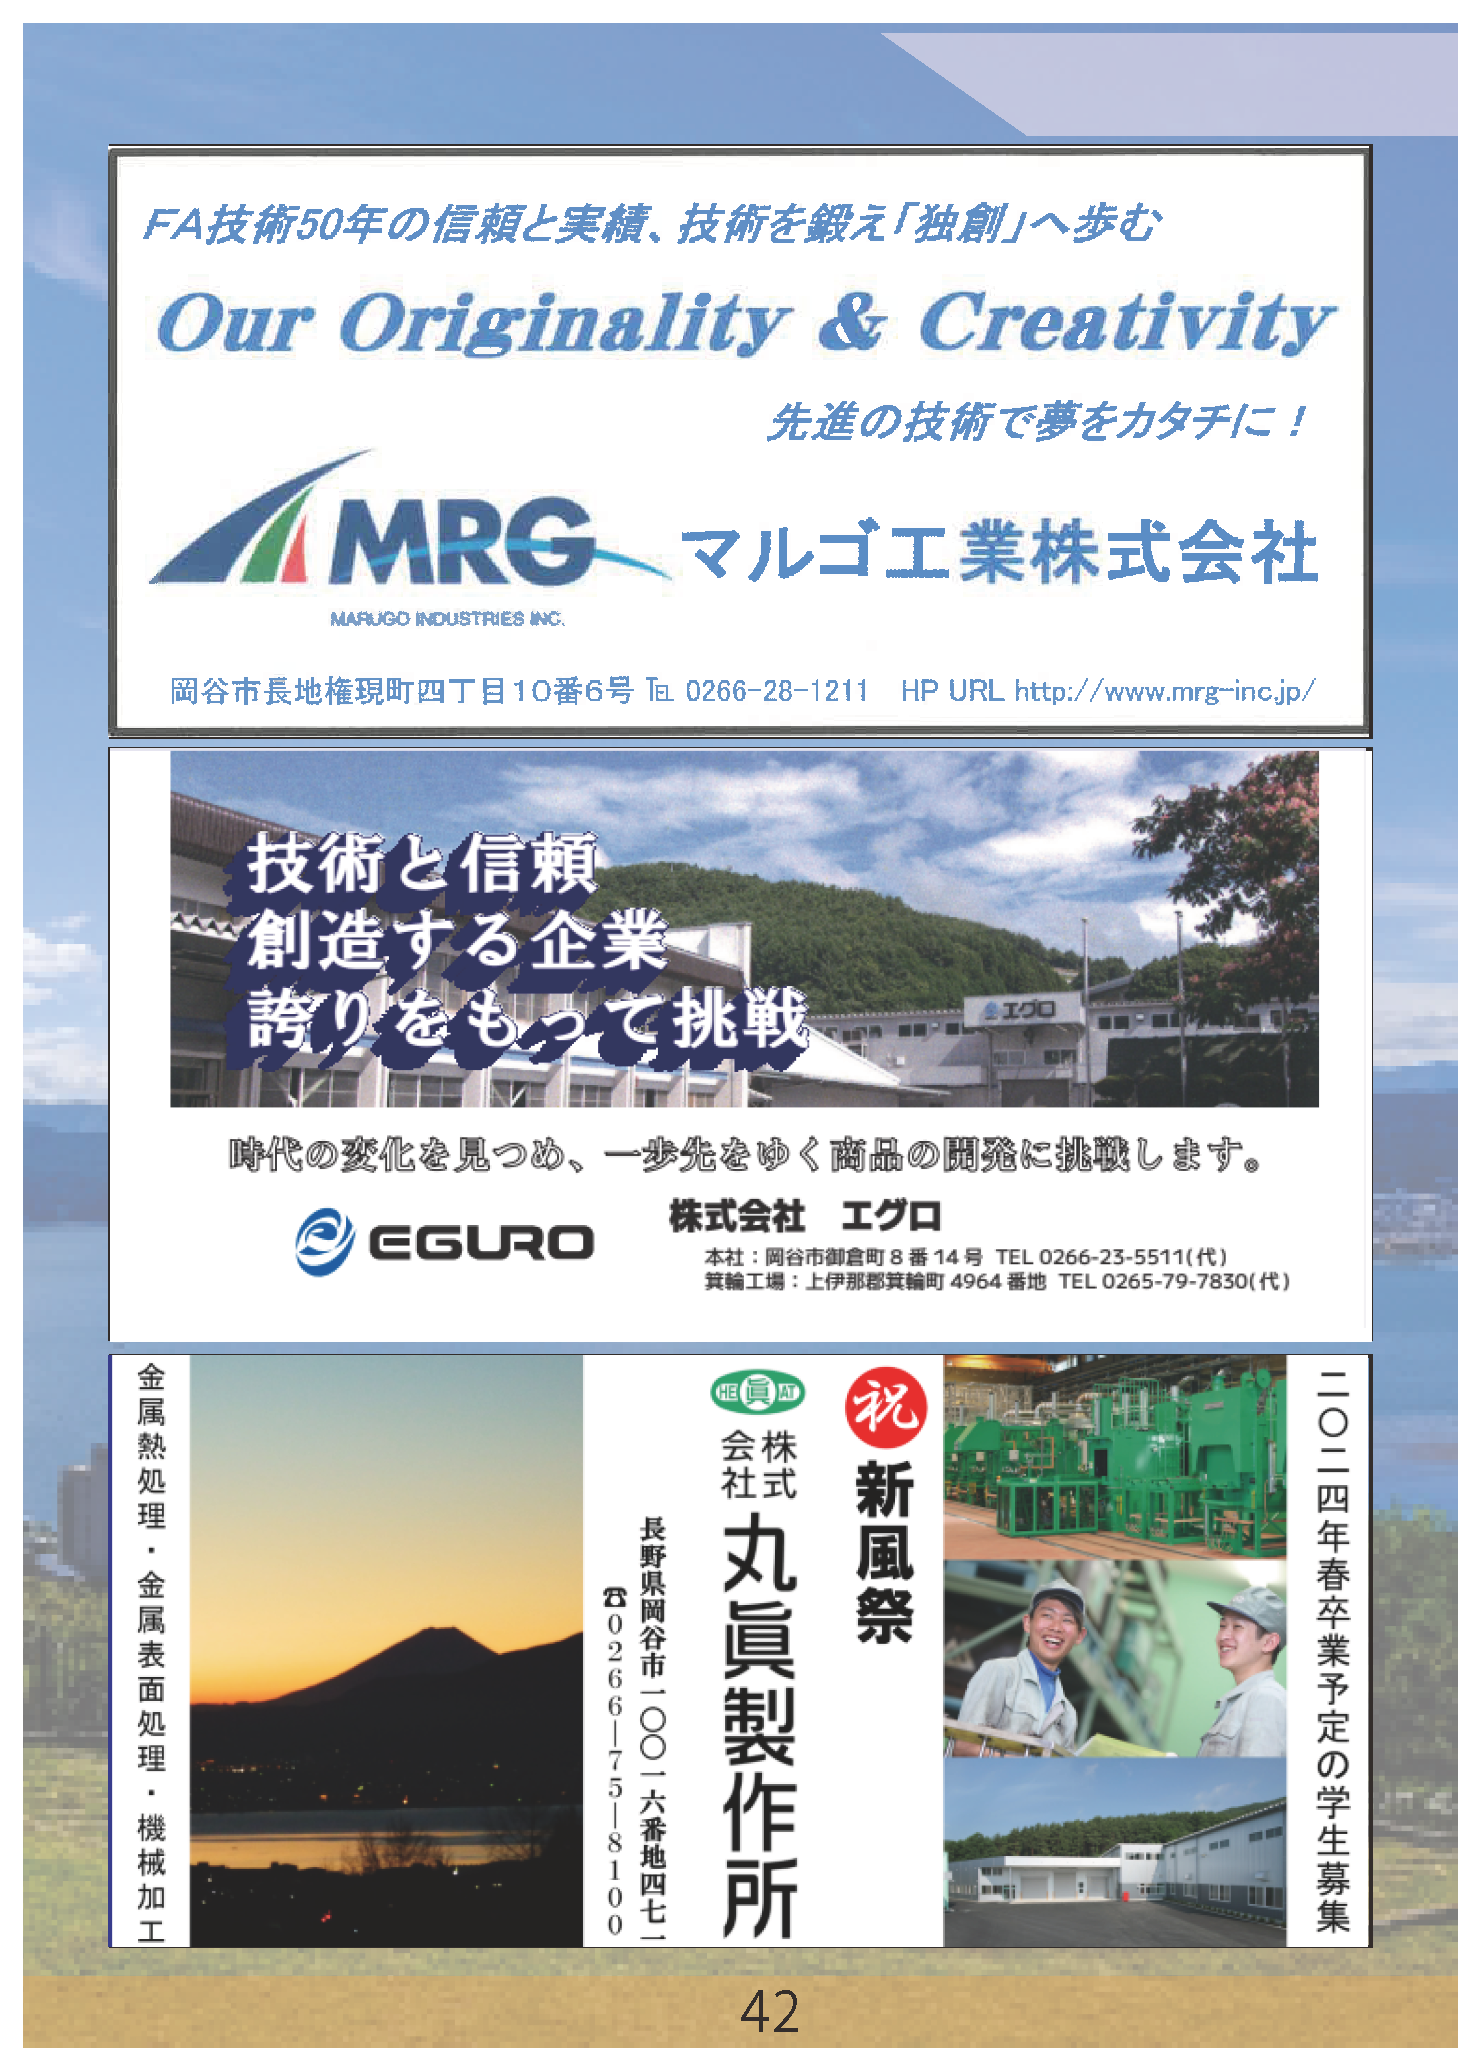 FA技術50年の信頼と実績、技術を鍛え「独創」へ歩む
Our Originality & Creativity
先進の技術で夢をカタチに！
MRG
マルゴ工業株式会社
MARUGO INDUSTRIES INC.
岡谷市長地権現町四丁目10番6号 ℡ 0266-28-1211 HP URL http://www.mrg-inc.jp/
技術と信頼
創造する企業
誇りをもって挑戦
エグロ
時代の変化を見つめ、一歩先をゆく商品の開発に挑戦します。
EGURO
株式会社 エグロ
本社：岡谷市御倉町8番14号 TEL 0266-23-5511(代)
箕輪工場：上伊那郡箕輪町4964番地 TEL 0265-79-7830(代)
二〇二四年春卒業予定の学生募集
祝
新風祭
HE 眞 AT
株式会社
丸眞製作所
長野県岡谷市一〇〇一六番地四七一
☎0266―75―8100
金属熱処理・金属表面処理・機械加工
42